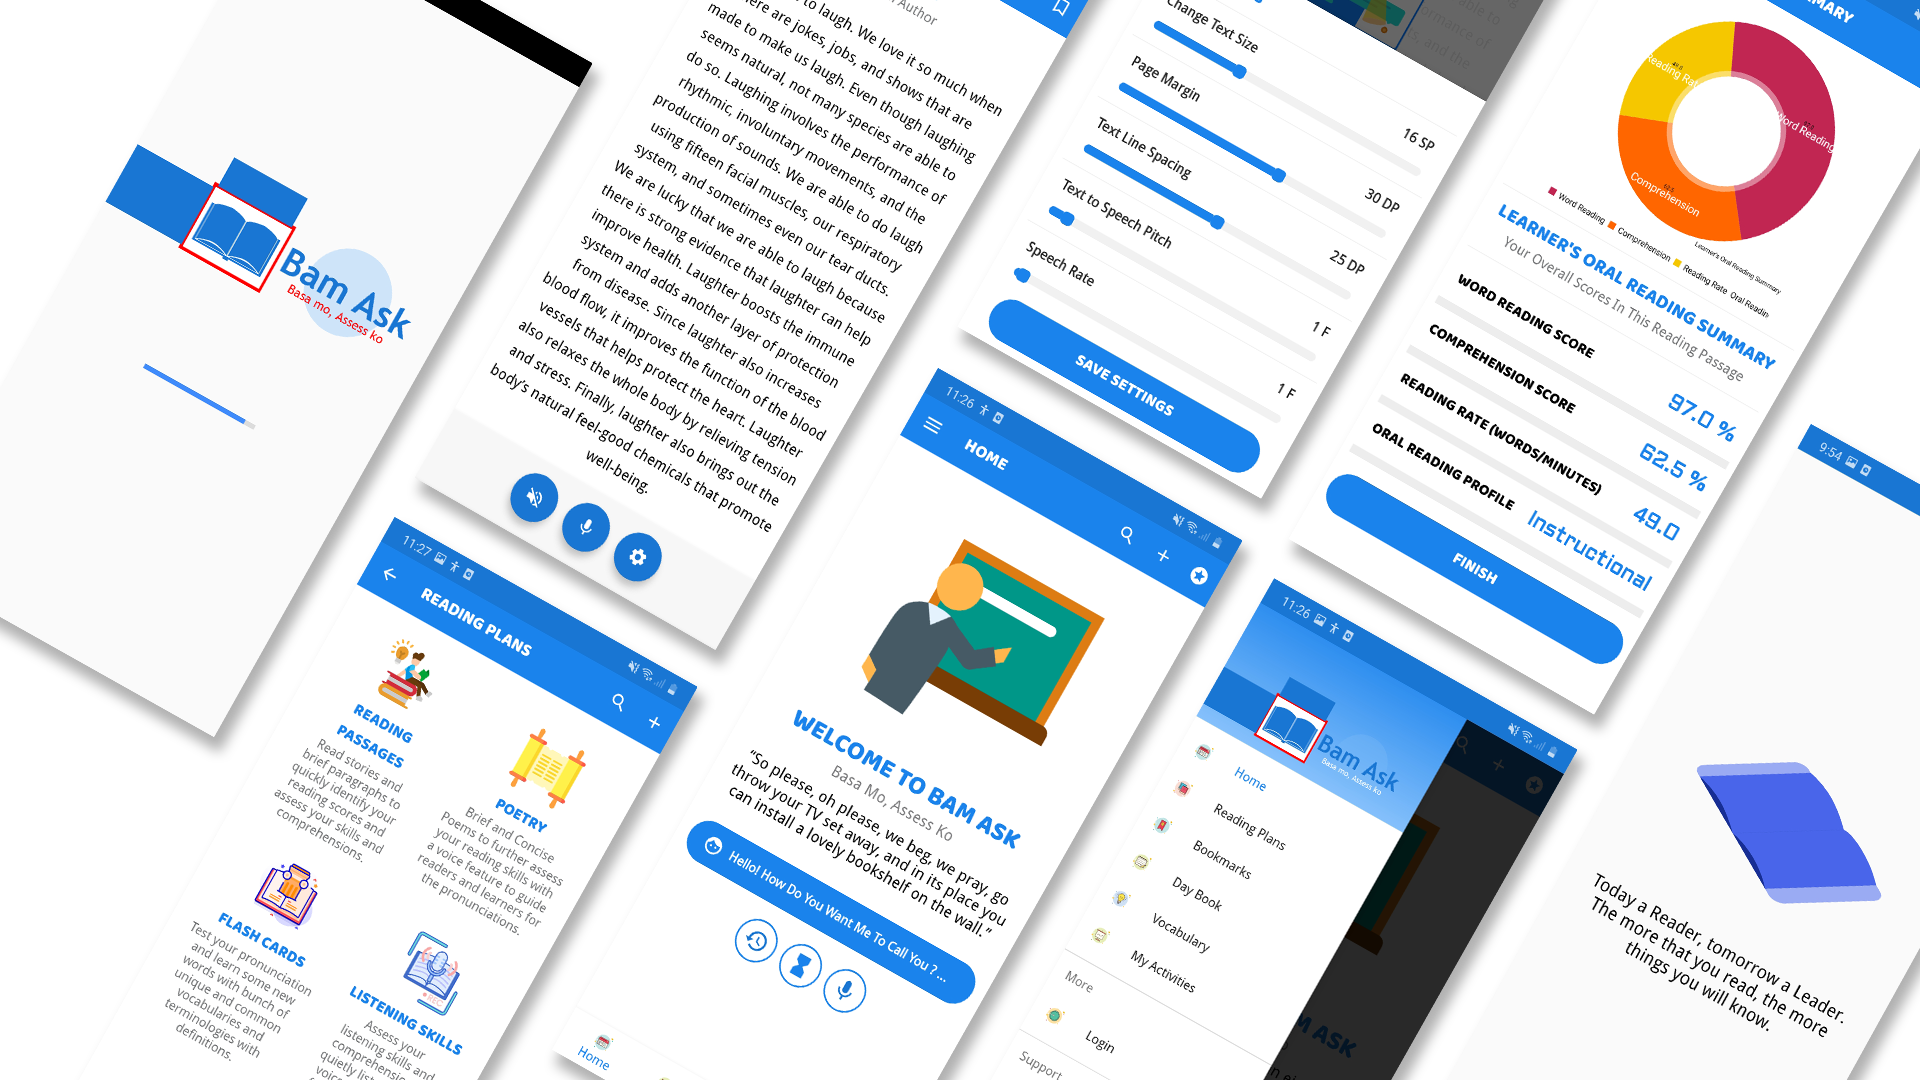 Bam Ask
Basa mo, Assess ko
Author
to laugh. We love it so much when
ere are jokes, jobs, and shows that are
made to make us laugh. Even though laughing
seems natural, not many species are able to
do so. Laughing involves the performance of
rhythmic, involuntary movements, and the
production of sounds. We are able to do laugh
using fifteen facial muscles, our respiratory
system, and sometimes even our tear ducts.
We are lucky that we are able to laugh because
there is strong evidence that laughter can help
improve health. Laughter boosts the immune
system and adds another layer of protection
from disease. Since laughter also increases
blood flow, it improves the function of the blood
vessels that helps protect the heart. Laughter
also relaxes the whole body by relieving tension
and stress. Finally, laughter also brings out the
body's natural feel-good chemicals that promote
well-being.
Change Text Size
16 SP
Page Margin
30 DP
Text Line Spacing
25 DP
Text to Speech Pitch
1 F
Speech Rate
1 F
SAVE SETTINGS
able to
ormance of
s, and the
MARY
Reading Rat
Word Reading
Comprehension
Word Reading Comprehension Reading Rate Oral Readin
Learner's Oral Reading Summary
LEARNER'S ORAL READING SUMMARY
Your Overall Scores In This Reading Passage
WORD READING SCORE
97.0 %
COMPREHENSION SCORE
62.5 %
READING RATE (WORDS/MINUTES)
49.0
ORAL READING PROFILE
Instructional
FINISH
11:27
READING PLANS
READING
PASSAGES
Read stories and
brief paragraphs to
quickly identify your
reading scores and
assess your skills and
comprehensions.
POETRY
Brief and Concise
Poems to further assess
your reading skills with
a voice feature to guide
readers and learners for
the pronunciations.
FLASH CARDS
Test your pronunciation
and learn some new
words with bunch of
unique and common
vocabularies and
terminologies with
definitions.
LISTENING SKILLS
Assess your
listening skills and
comprehension
quietly list
voic
11:26
HOME
WELCOME TO BAM ASK
Basa Mo, Assess Ko
"So please, oh please, we beg, we pray, go
throw your TV set away, and in its place you
can install a lovely bookshelf on the wall."
Hello! How Do You Want Me To Call You ?...
Home
11:26
Bam Ask
Basa mo, Assess ko
Home
Reading Plans
Bookmarks
Day Book
Vocabulary
My Activities
More
Login
Support
M ASK
9:54
Today a Reader, tomorrow a Leader.
The more that you read, the more
things you will know.